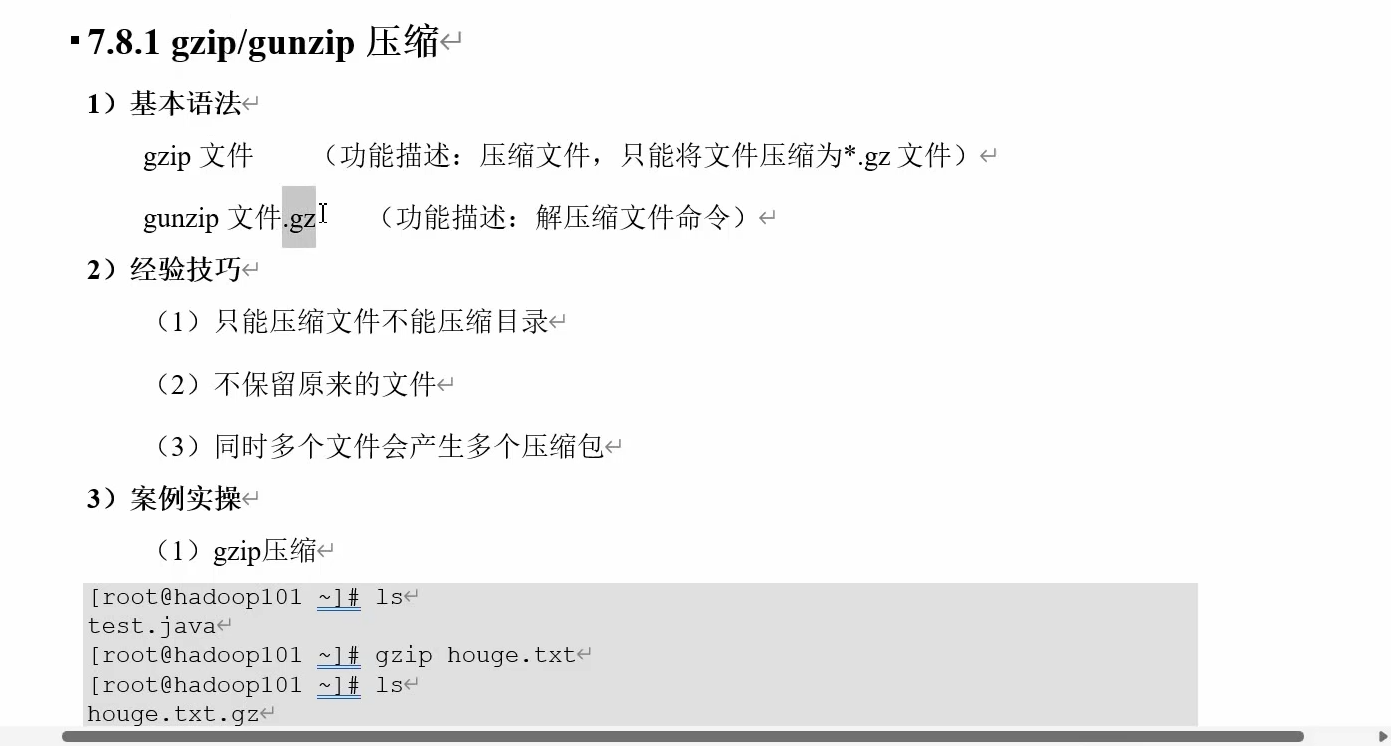 7.8.1 gzip/gunzip 压缩
1）基本语法
gzip 文件 （功能描述：压缩文件，只能将文件压缩为*.gz 文件）
gunzip 文件.gz （功能描述：解压缩文件命令）
2）经验技巧
（1）只能压缩文件不能压缩目录
（2）不保留原来的文件
（3）同时多个文件会产生多个压缩包
3）案例实操
（1）gzip压缩
[root@hadoop101 ~]# ls
test.java
[root@hadoop101 ~]# gzip houge.txt
[root@hadoop101 ~]# ls
houge.txt.gz